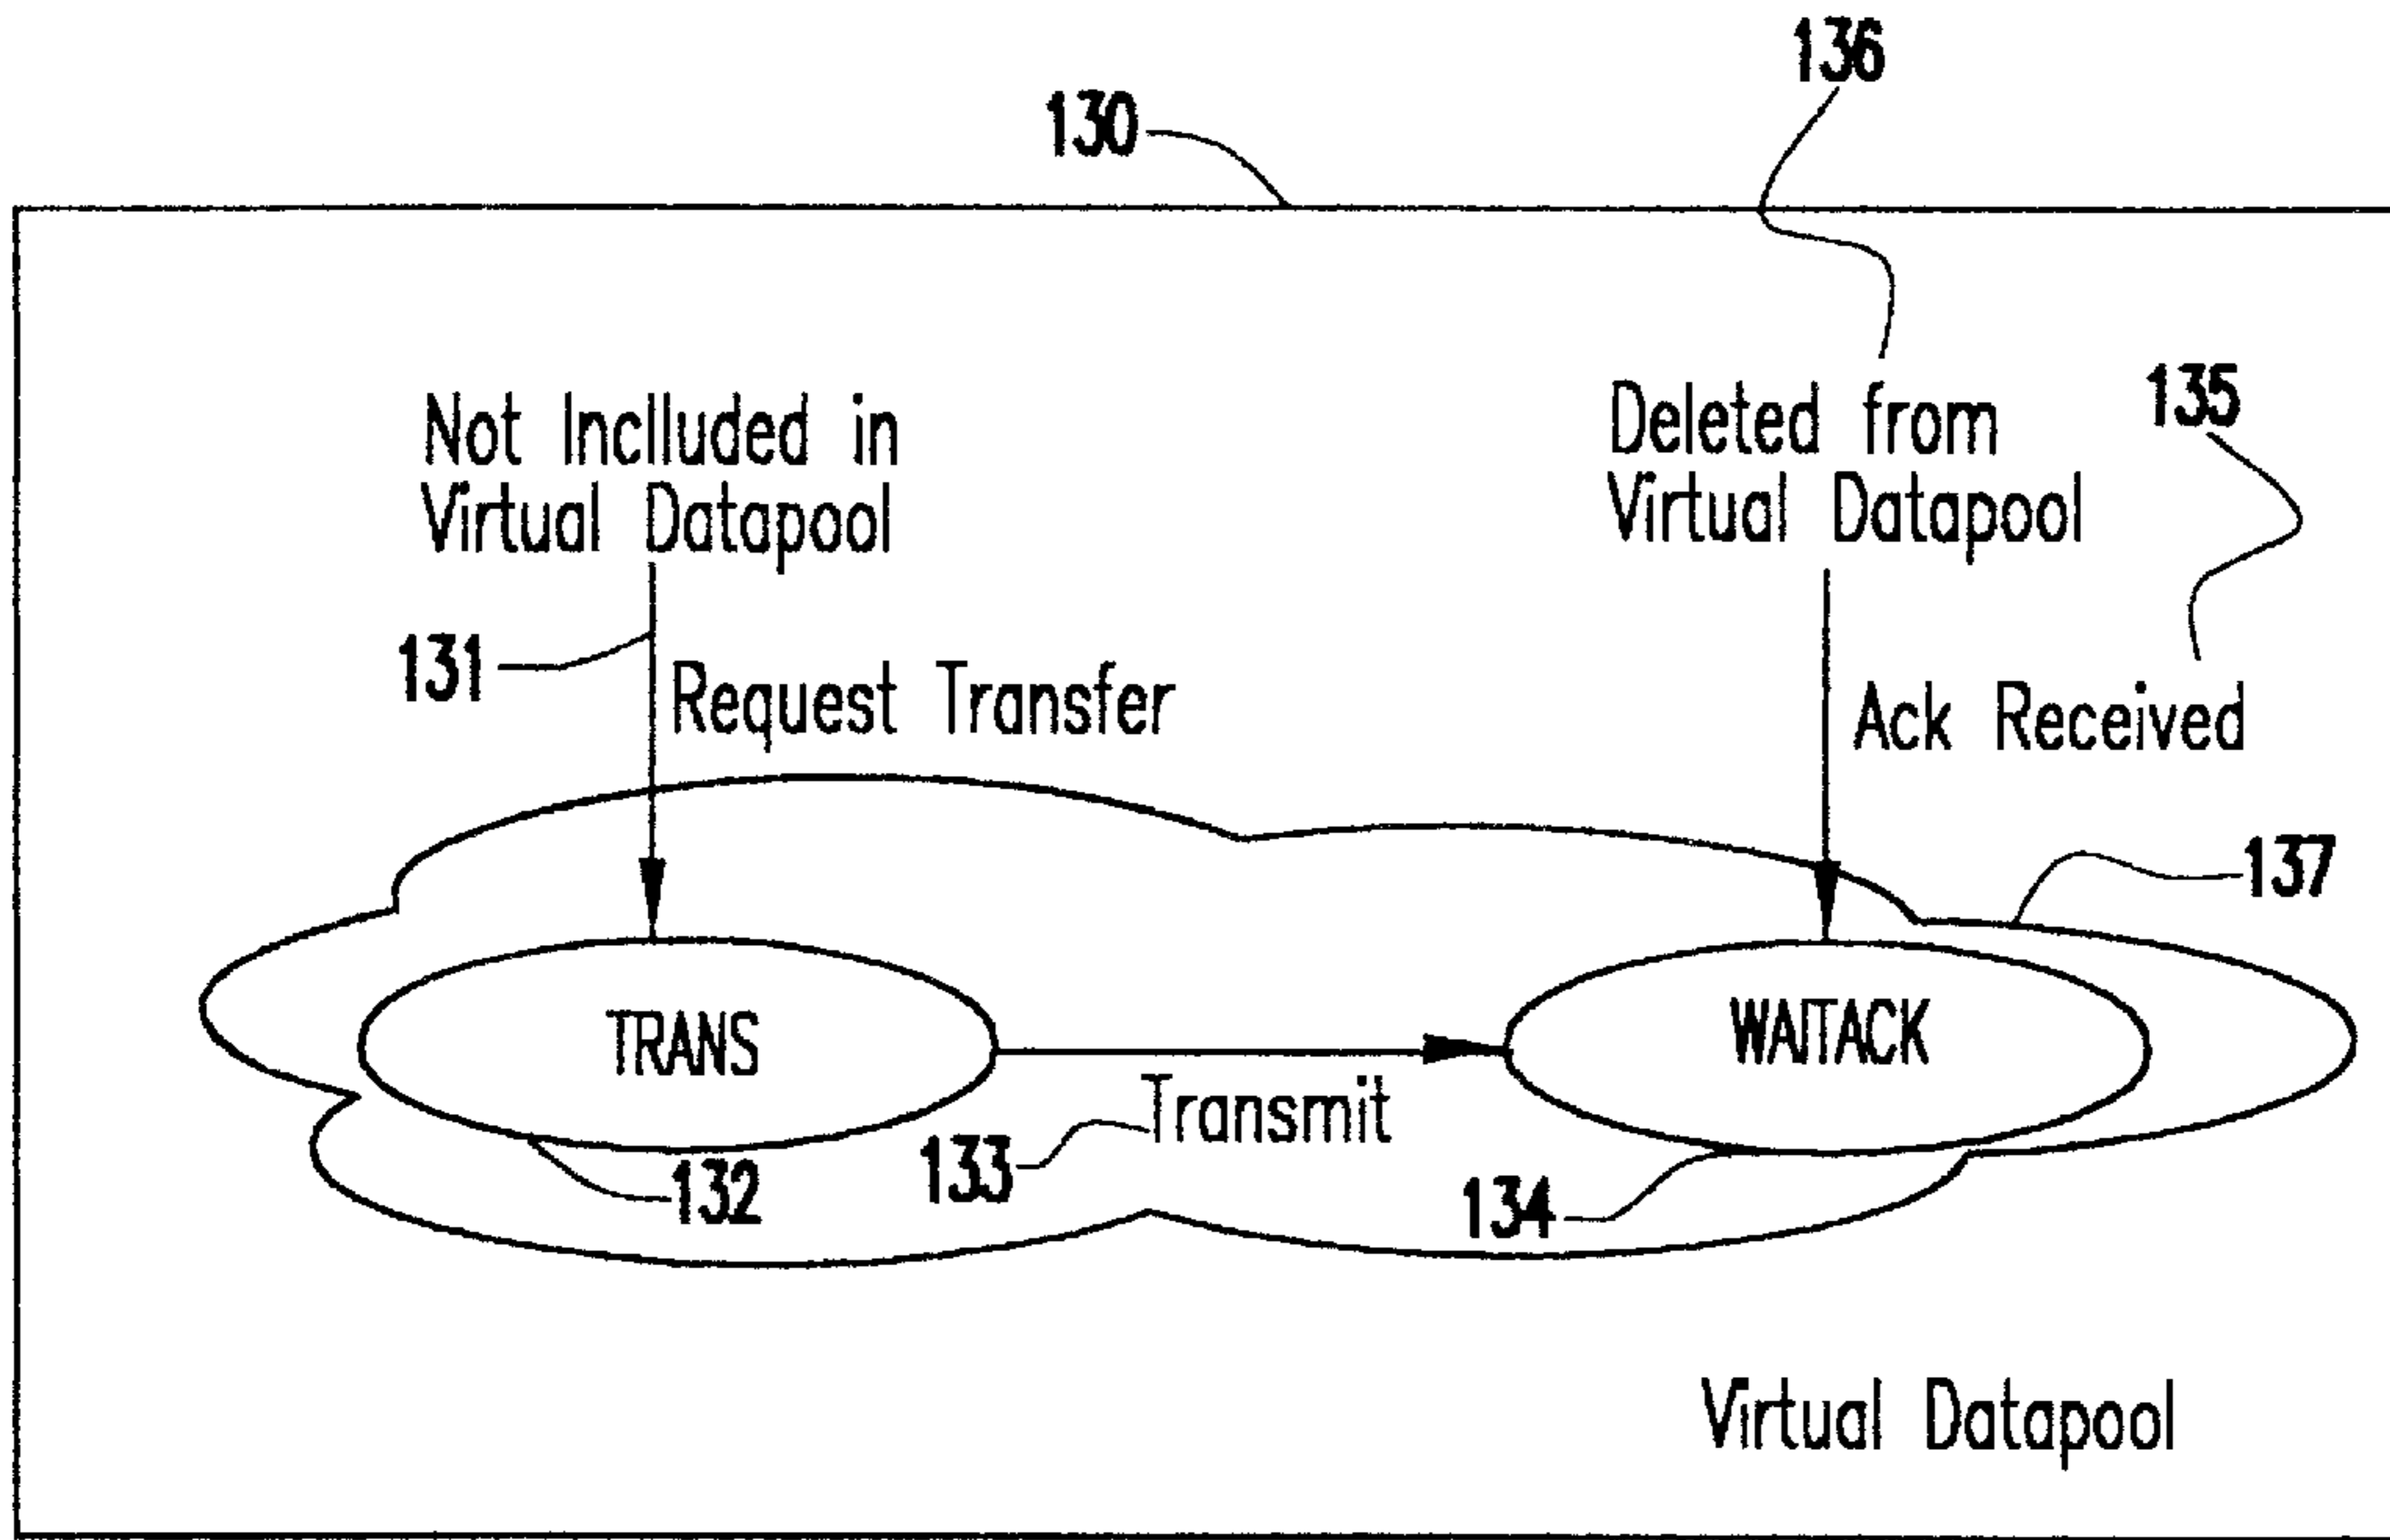 136
130
Not Inclluded in
Virtual Datapool
Deleted from
Virtual Datapool
135
131
Request Transfer
Ack Received
137
TRANS
WAITACK
Transmit
133
132
134
Virtual Datapool